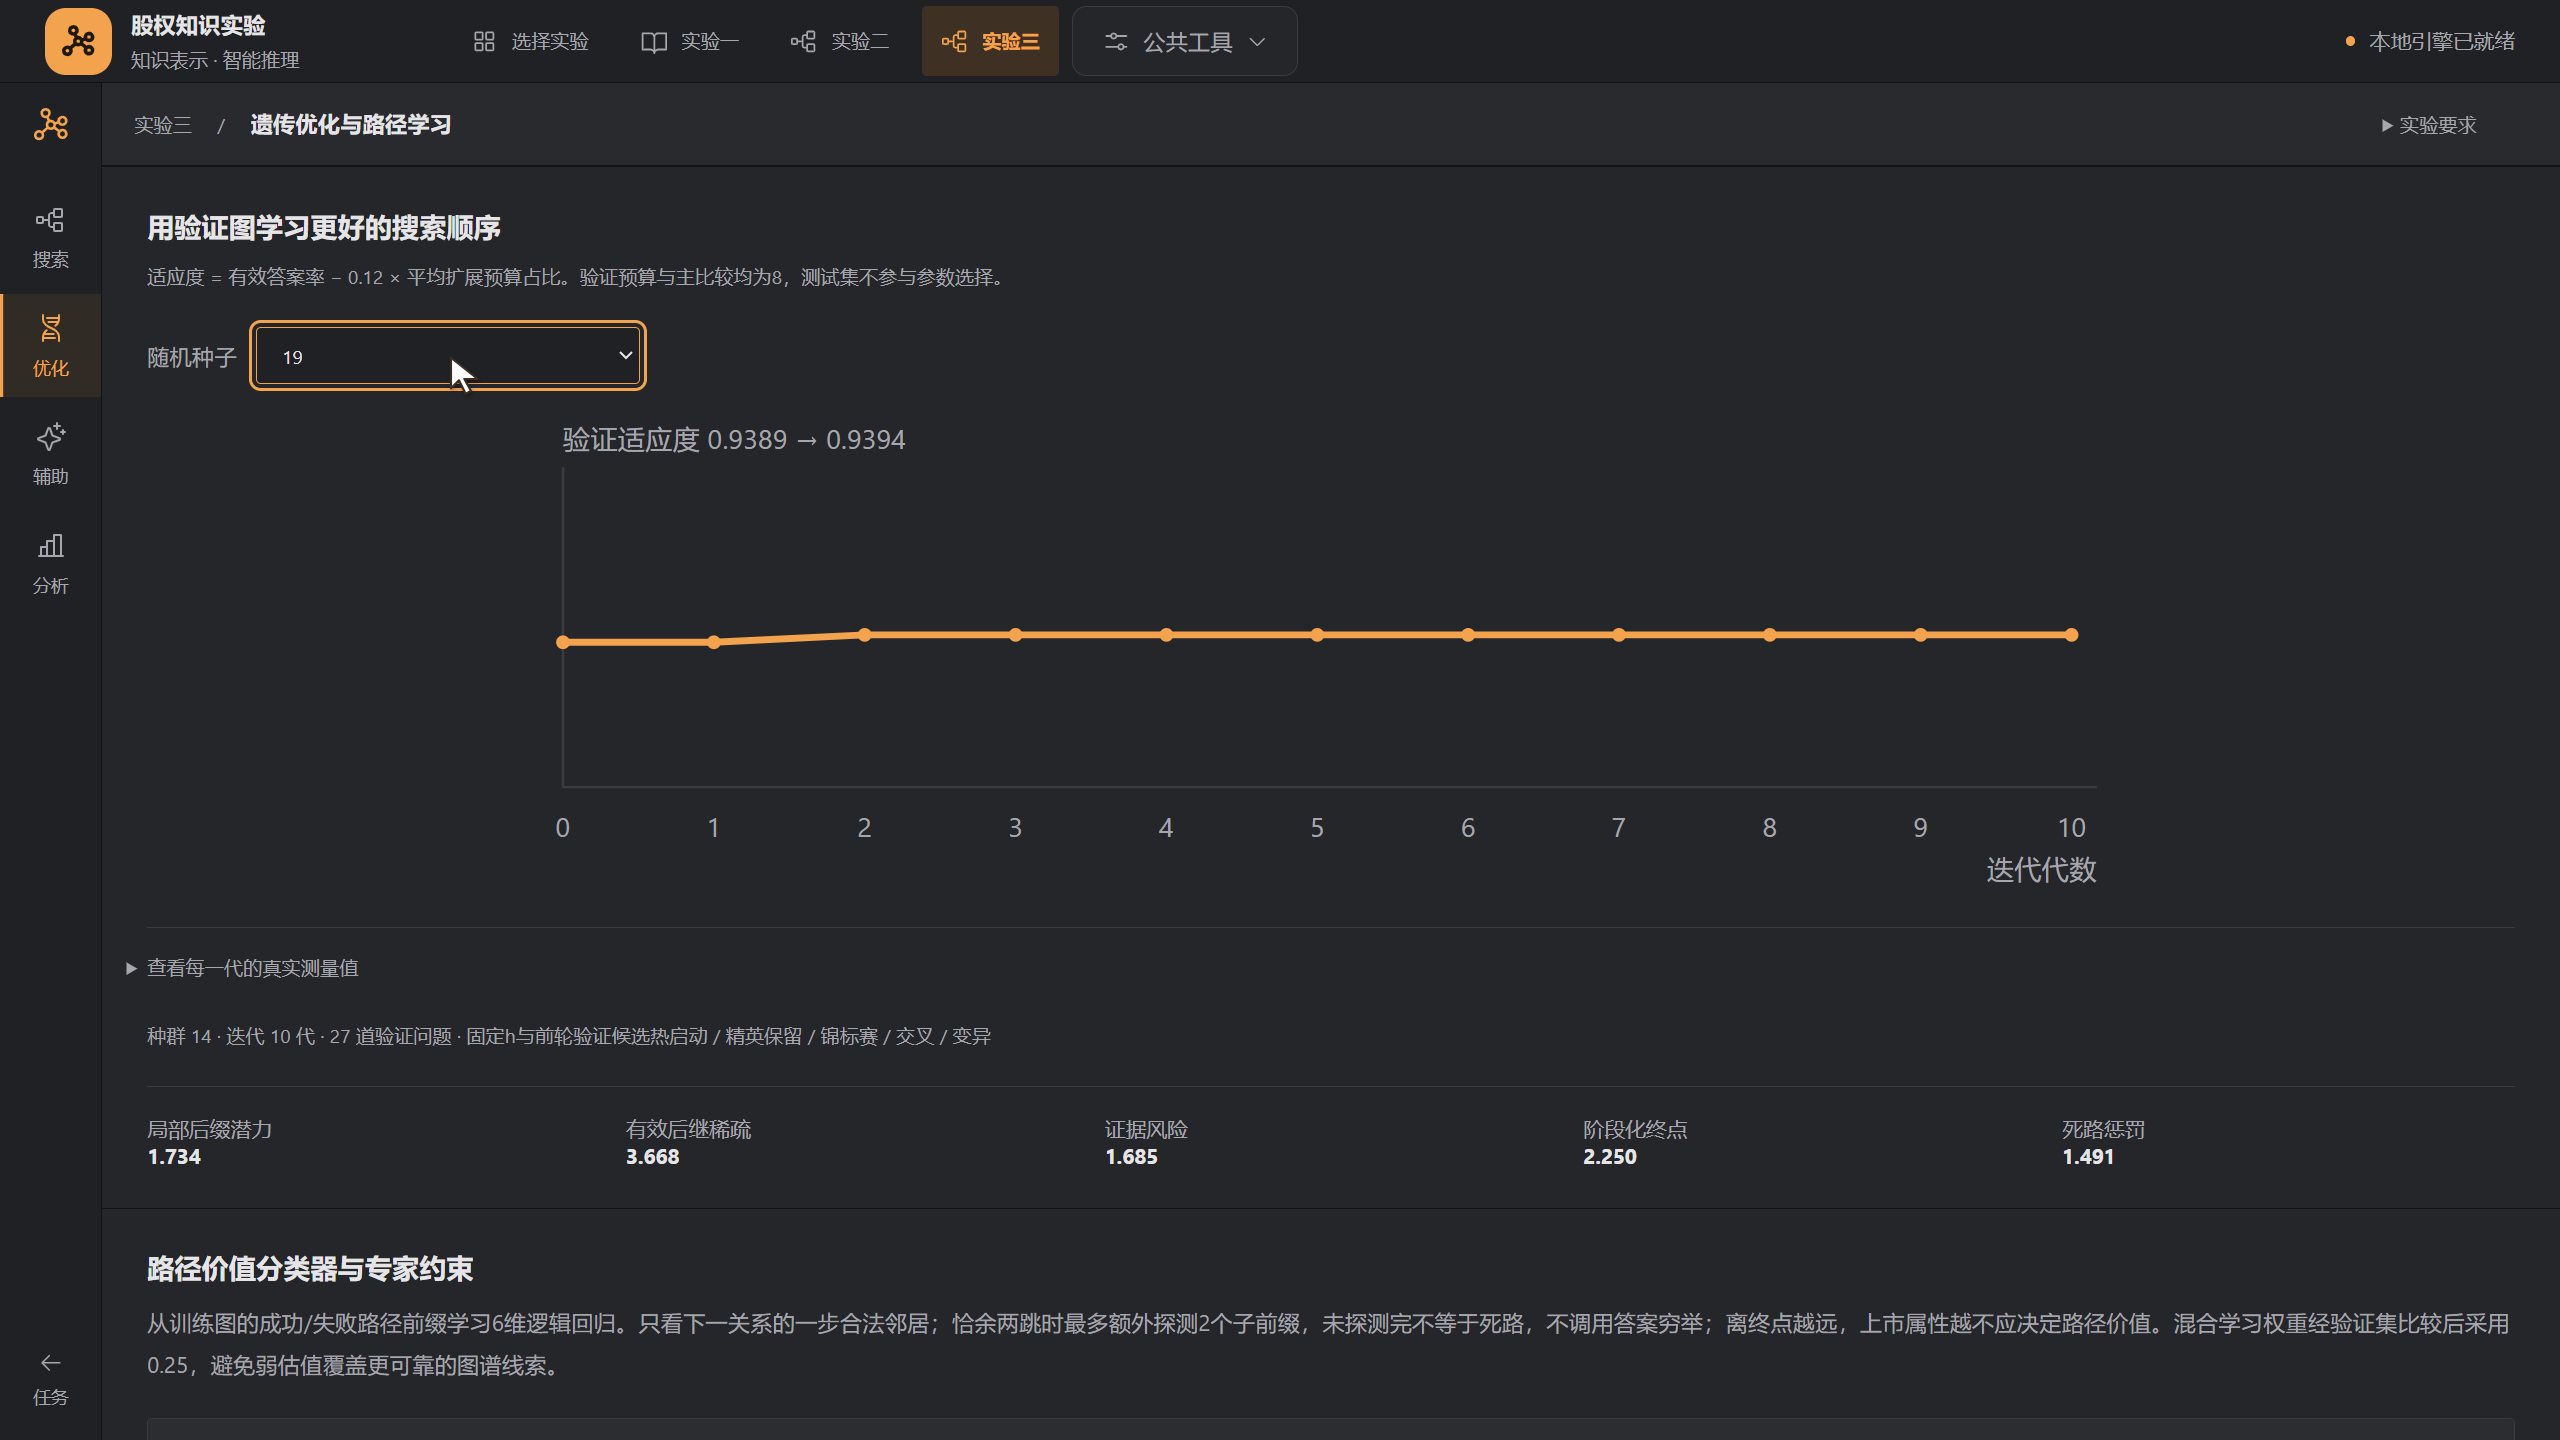 股权知识实验
知识表示 · 智能推理
选择实验
实验一
实验二
实验三
公共工具
本地引擎已就绪
实验三 / 遗传优化与路径学习
▶ 实验要求
搜索
优化
辅助
分析
任务
用验证图学习更好的搜索顺序
适应度 = 有效答案率 − 0.12 × 平均扩展预算占比。验证预算与主比较均为8，测试集不参与参数选择。
随机种子 19
验证适应度 0.9389 → 0.9394
0 1 2 3 4 5 6 7 8 9 10
迭代代数
▶ 查看每一代的真实测量值
种群 14 · 迭代 10 代 · 27 道验证问题 · 固定h与前轮验证候选热启动 / 精英保留 / 锦标赛 / 交叉 / 变异
局部后缀潜力 有效后继稀疏 证据风险 阶段化终点 死路惩罚
1.734 3.668 1.685 2.250 1.491
路径价值分类器与专家约束
从训练图的成功/失败路径前缀学习6维逻辑回归。只看下一关系的一步合法邻居；恰余两跳时最多额外探测2个子前缀，未探测完不等于死路，不调用答案穷举；离终点越远，上市属性越不应决定路径价值。混合学习权重经验证集比较后采用
0.25，避免弱估值覆盖更可靠的图谱线索。